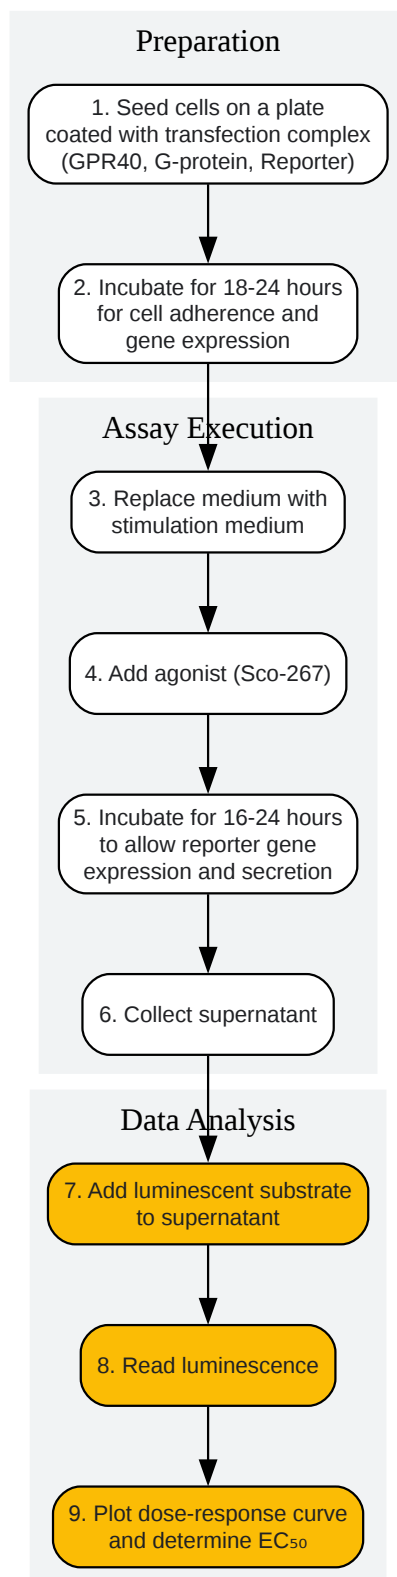 Preparation
1. Seed cells on a plate
coated with transfection complex
(GPR40, G-protein, Reporter)
2. Incubate for 18-24 hours
for cell adherence and
gene expression
Assay Execution
3. Replace medium with
stimulation medium
4. Add agonist (Sco-267)
5. Incubate for 16-24 hours
to allow reporter gene
expression and secretion
6. Collect supernatant
Data Analysis
7. Add luminescent substrate
to supernatant
8. Read luminescence
9. Plot dose-response curve
and determine EC₅₀